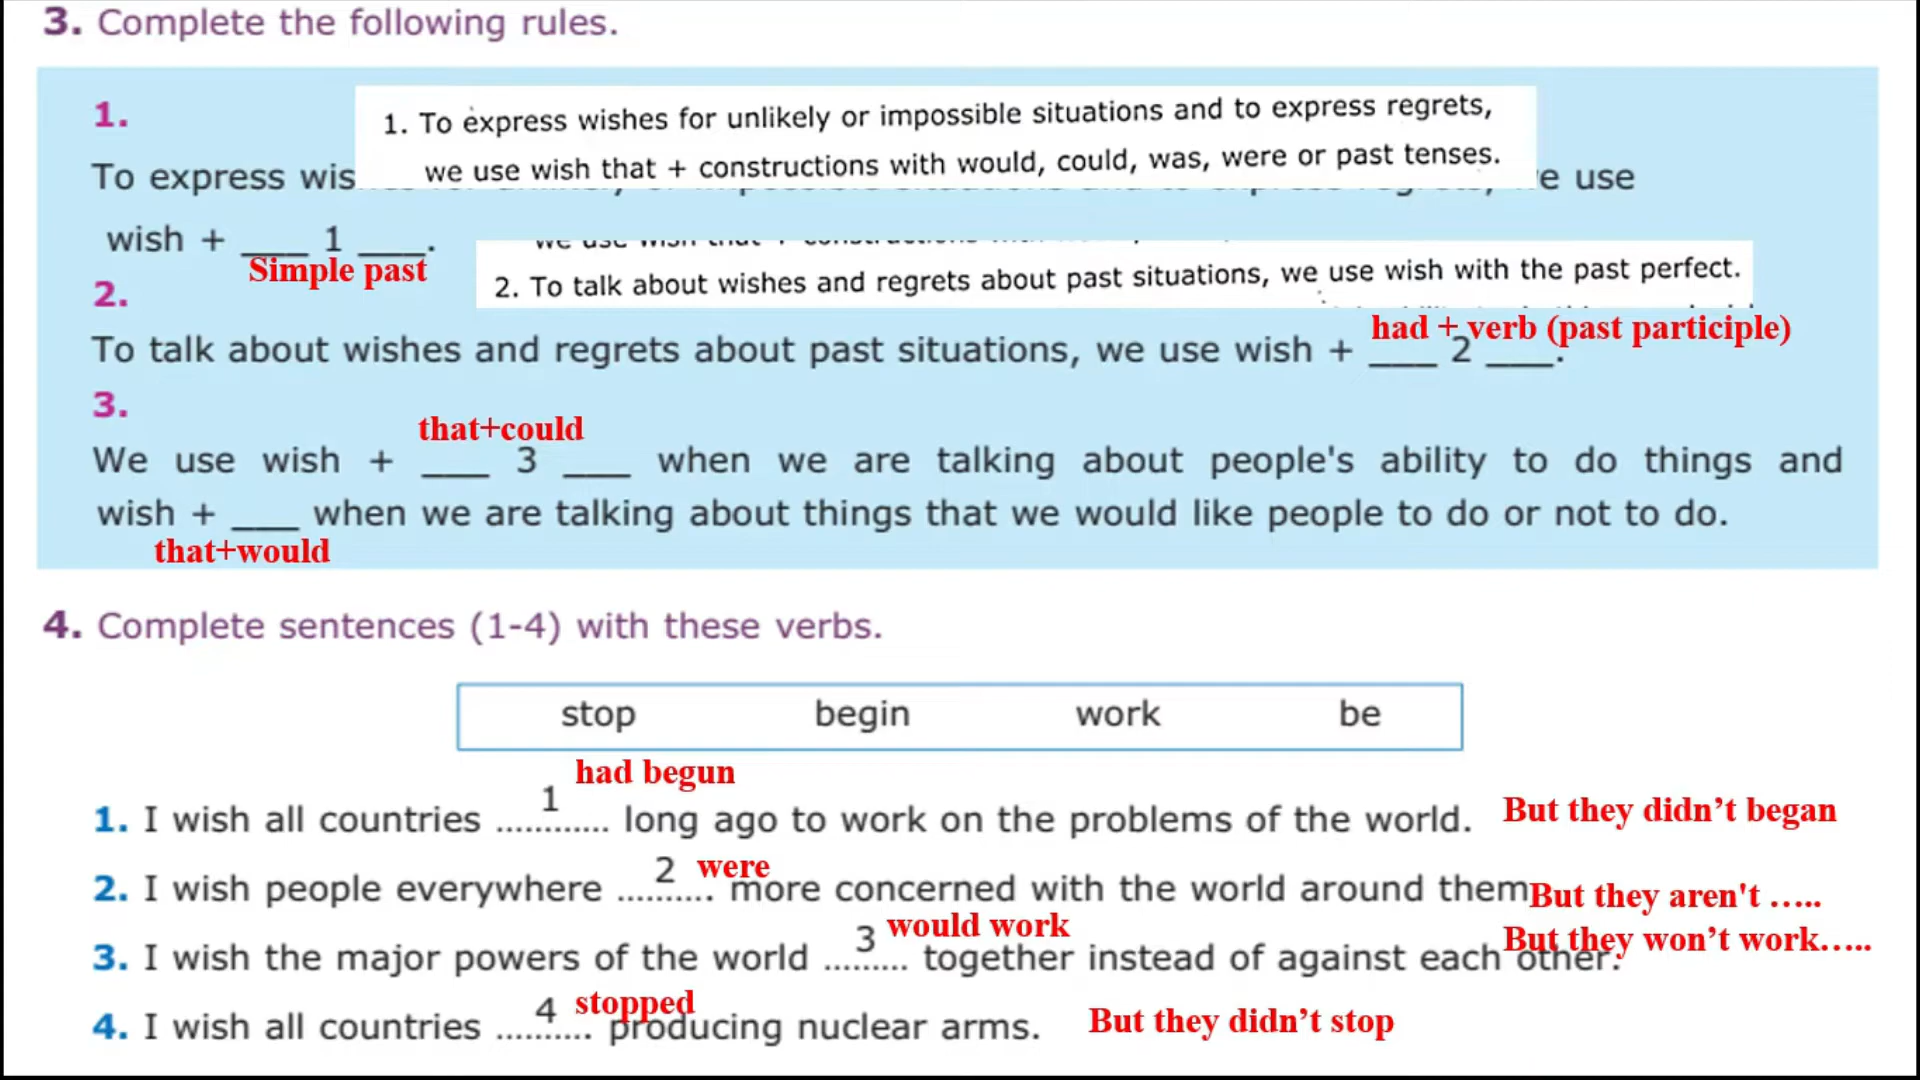 3. Complete the following rules.
1.
1. To express wishes for unlikely or impossible situations and to express regrets,
we use wish that + constructions with would, could, was, were or past tenses.
To express wis e use
wish + ___ 1 ___.
Simple past
2.
2. To talk about wishes and regrets about past situations, we use wish with the past perfect.
had + verb (past participle)
To talk about wishes and regrets about past situations, we use wish + ___ 2 ___.
3.
that+could
We use wish + ___ 3 ___ when we are talking about people's ability to do things and
wish + ___ when we are talking about things that we would like people to do or not to do.
that+would
4. Complete sentences (1-4) with these verbs.
stop begin work be
had begun
1. I wish all countries ....1.... long ago to work on the problems of the world. But they didn’t began
were
2. I wish people everywhere ....2.... more concerned with the world around them But they aren't …..
would work
3. I wish the major powers of the world ....3.... together instead of against each other. But they won’t work…..
stopped
4. I wish all countries ....4.... producing nuclear arms. But they didn’t stop